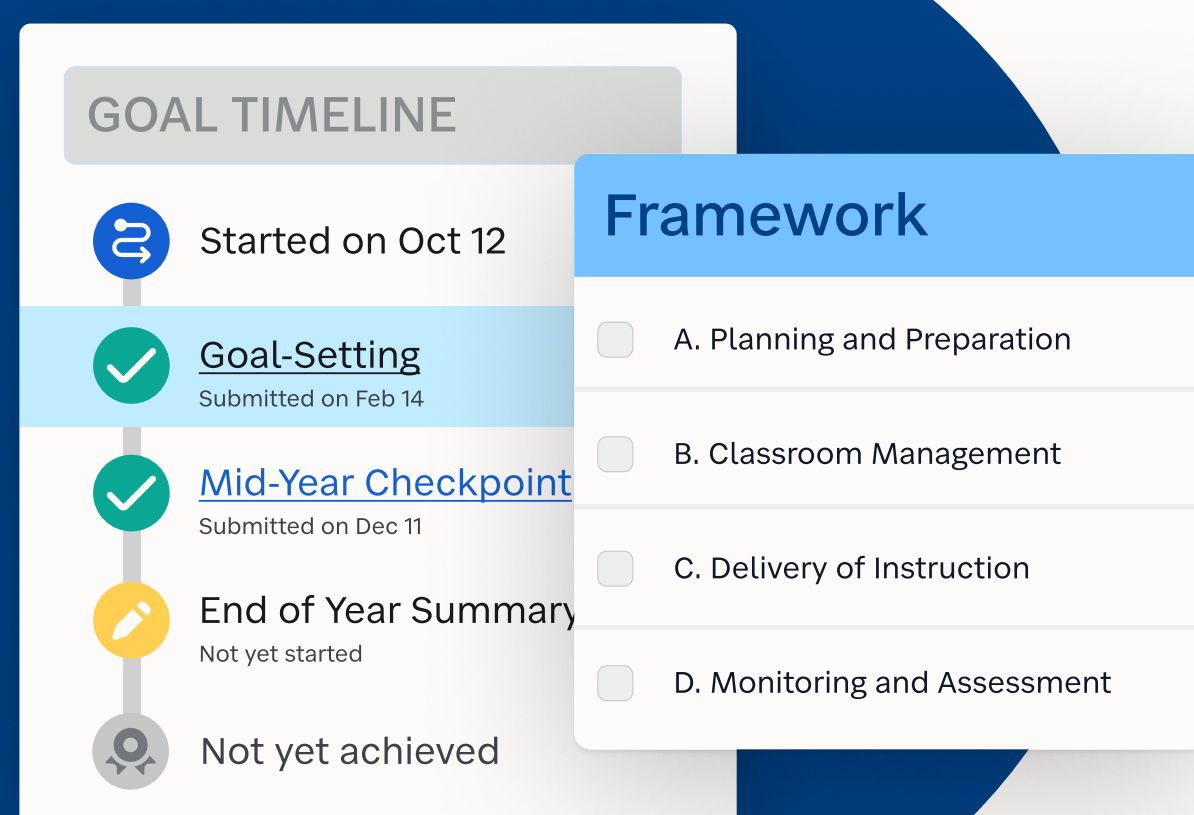 GOAL TIMELINE
Started on Oct 12
Goal-Setting
Submitted on Feb 14
Mid-Year Checkpoint
Submitted on Dec 11
End of Year Summary
Not yet started
Not yet achieved
Framework
A. Planning and Preparation
B. Classroom Management
C. Delivery of Instruction
D. Monitoring and Assessment